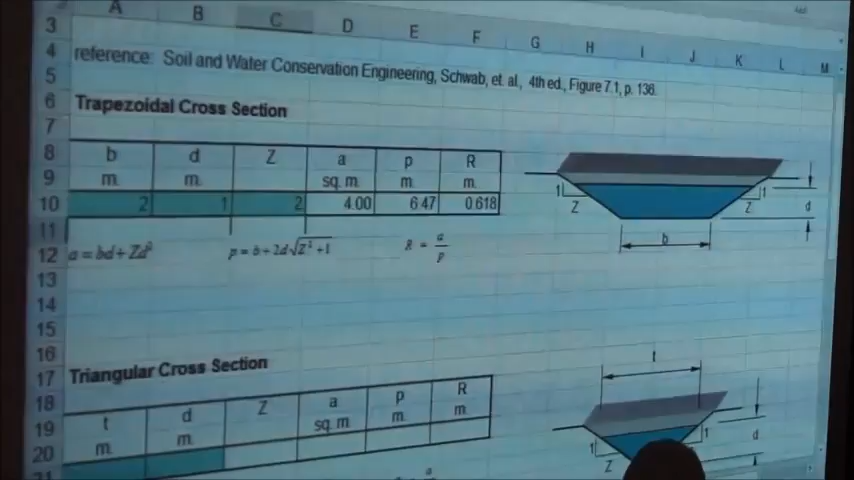 A B C D E F G H I J K L M
3
4 reference: Soil and Water Conservation Engineering, Schwab, et. al., 4th ed., Figure 7.1, p. 136.
5
6 Trapezoidal Cross Section
7
8 b d Z a p R
9 m. m. sq. m. m. m.
10 2 1 2 4.00 6.47 0.618
1 Z Z 1 d
b
11
12 a = bd + Zd² p = b + 2d√Z² + 1 R = a/p
13
14
15
16
17 Triangular Cross Section
t
18 t d Z a p R
19 m. m. sq. m. m. m.
20
1 Z 1 d
21